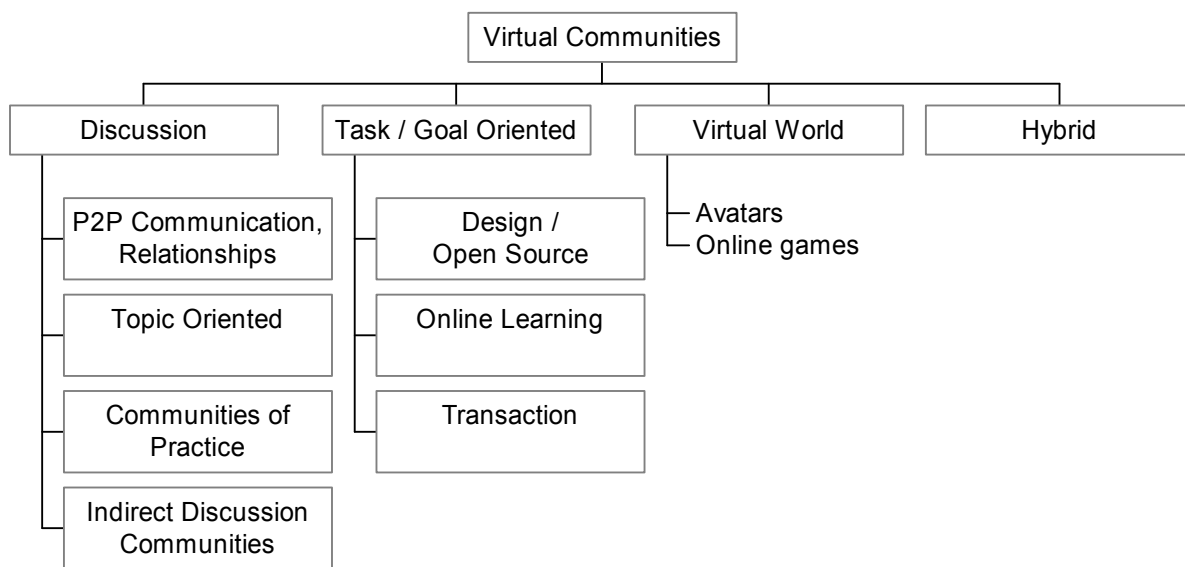 Virtual Communities
Discussion
Task / Goal Oriented
Virtual World
Hybrid
P2P Communication,
Relationships
Topic Oriented
Communities of
Practice
Indirect Discussion
Communities
Design /
Open Source
Online Learning
Transaction
Avatars
Online games